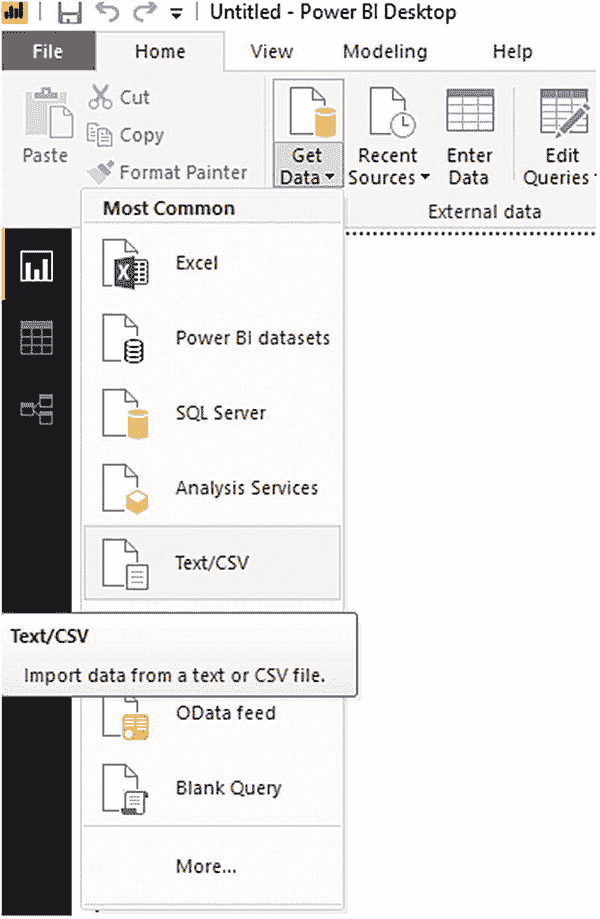 Untitled - Power BI Desktop
File Home View Modeling Help
Cut
Copy
Format Painter
Paste
Get Data
Recent Sources
Enter Data
Edit Queries
External data
Most Common
Excel
Power BI datasets
SQL Server
Analysis Services
Text/CSV
Text/CSV
Import data from a text or CSV file.
OData feed
Blank Query
More...